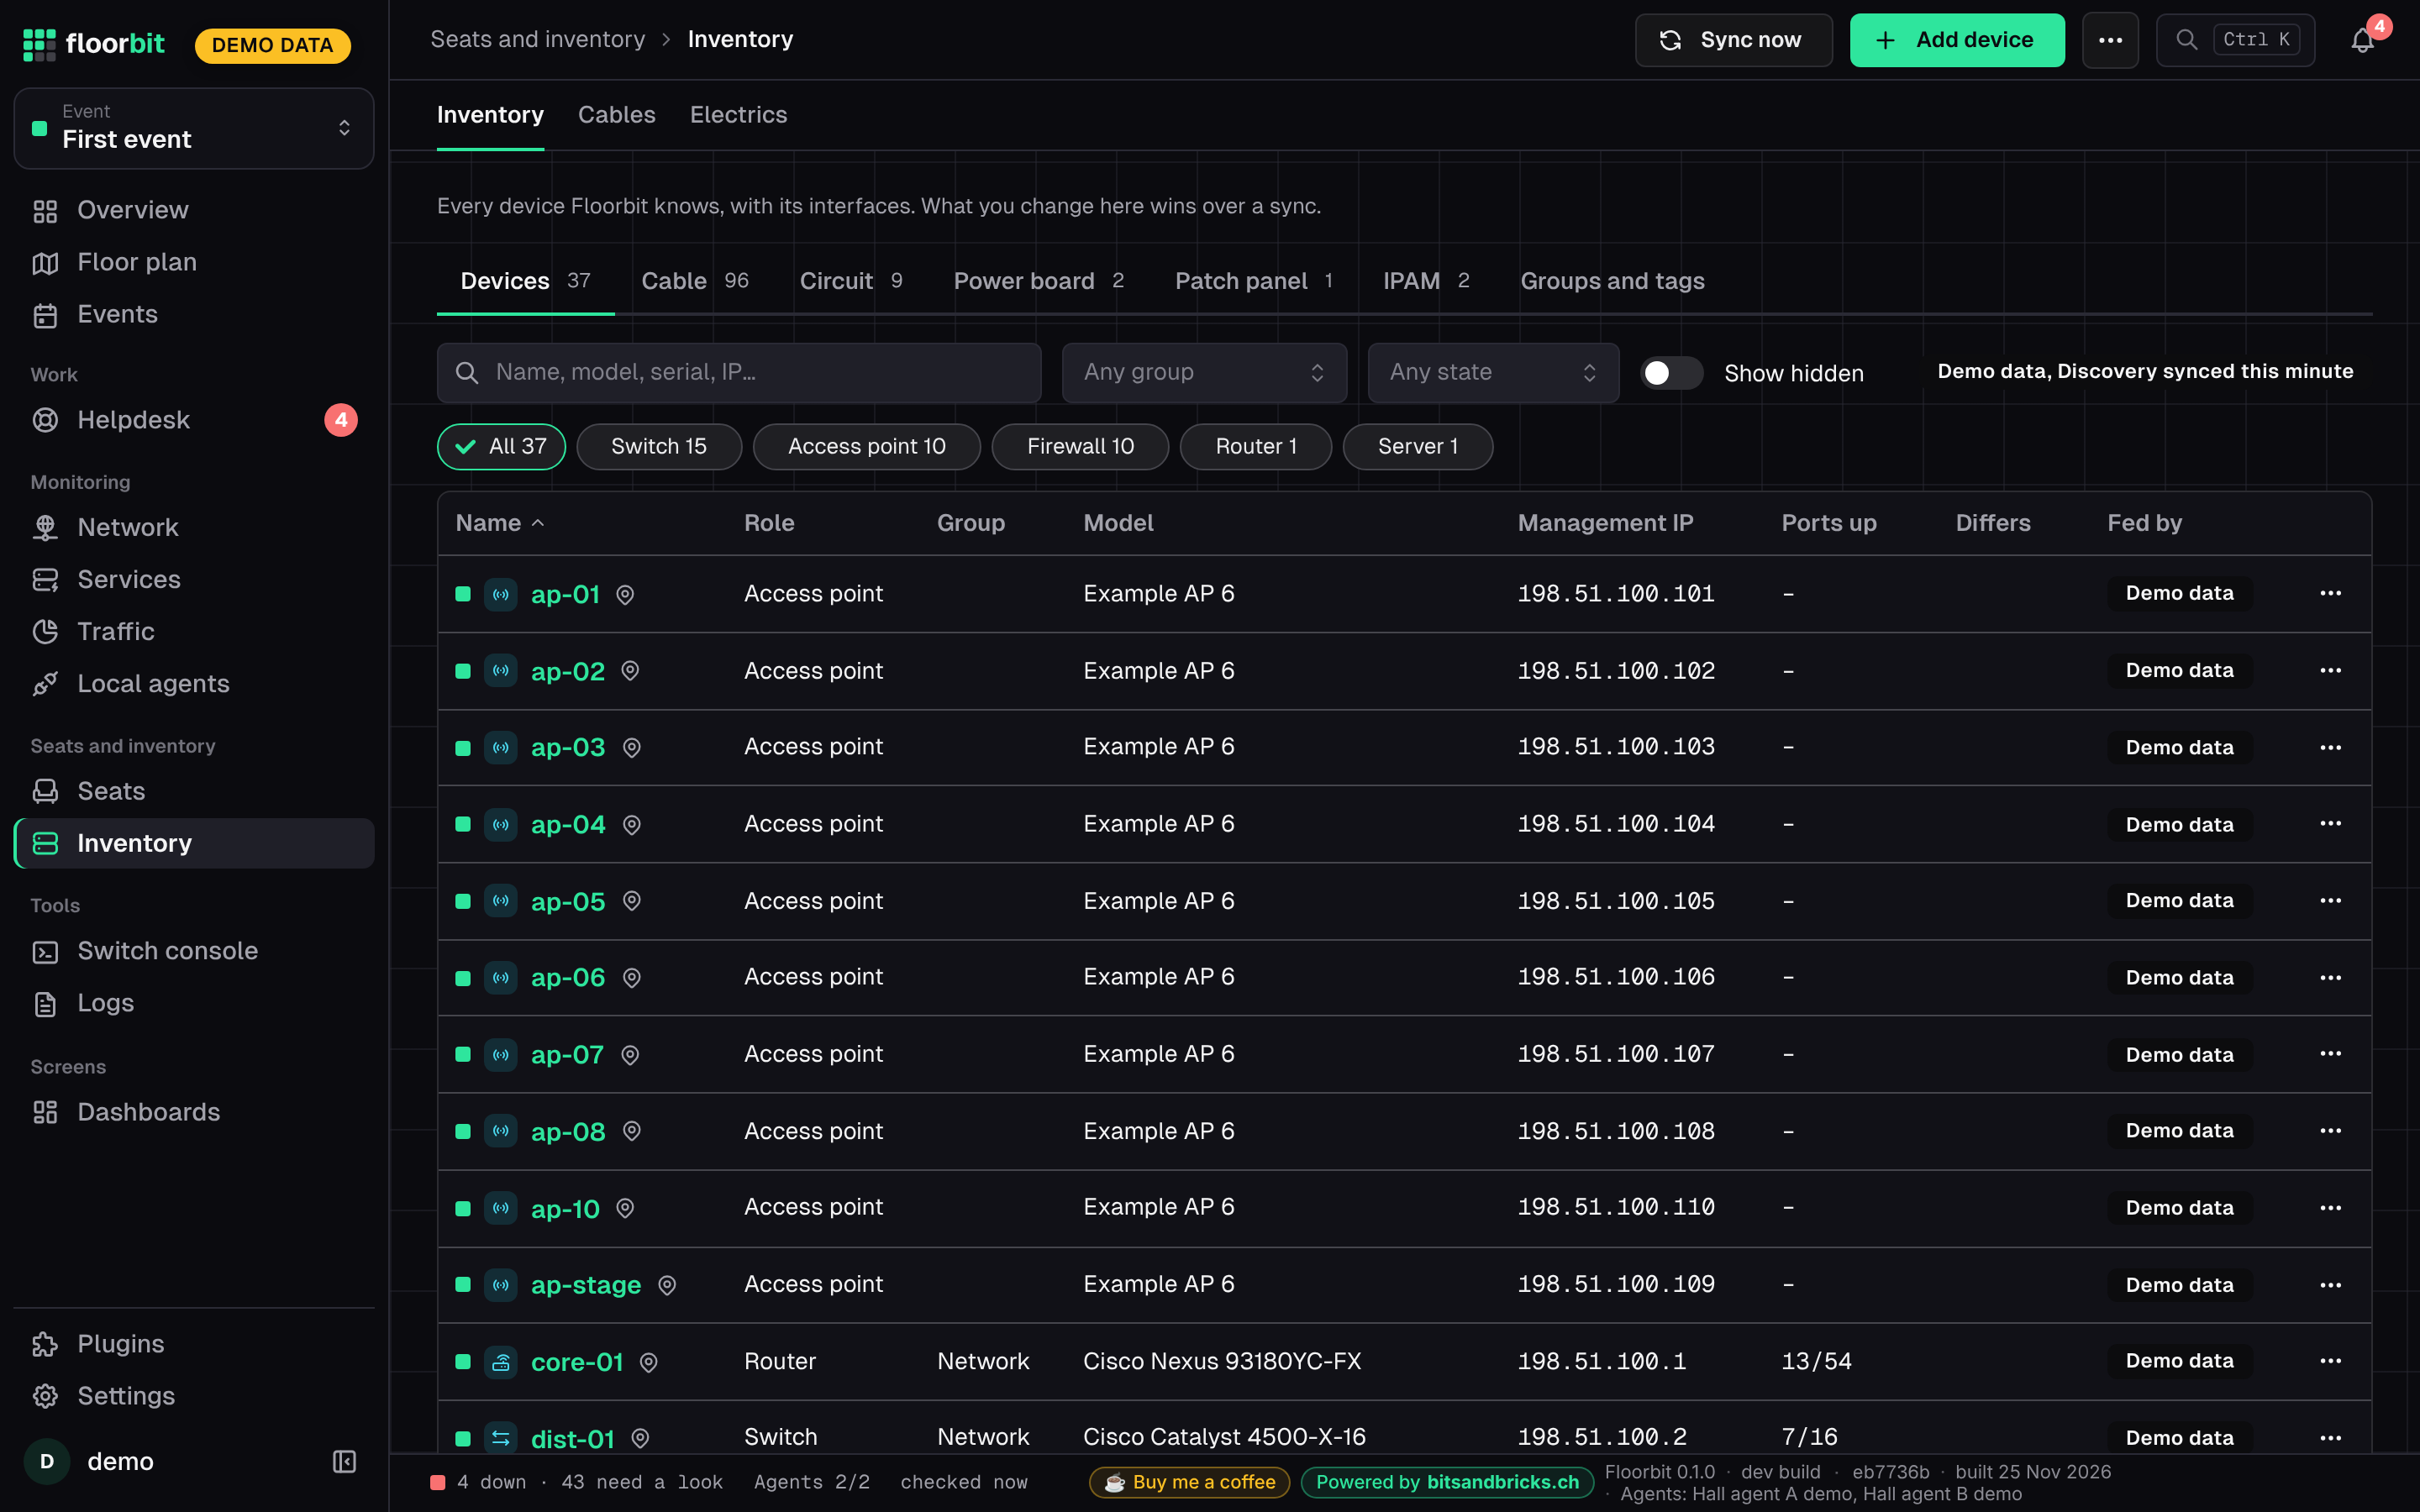 floorbit DEMO DATA
Event
First event
Overview
Floor plan
Events
Work
Helpdesk 4
Monitoring
Network
Services
Traffic
Local agents
Seats and inventory
Seats
Inventory
Tools
Switch console
Logs
Screens
Dashboards
Plugins
Settings
D demo
Seats and inventory > Inventory
Sync now
Add device
Ctrl K
4
Inventory Cables Electrics
Every device Floorbit knows, with its interfaces. What you change here wins over a sync.
Devices 37 Cable 96 Circuit 9 Power board 2 Patch panel 1 IPAM 2 Groups and tags
Name, model, serial, IP... Any group Any state Show hidden Demo data, Discovery synced this minute
All 37 Switch 15 Access point 10 Firewall 10 Router 1 Server 1
Name Role Group Model Management IP Ports up Differs Fed by
ap-01 Access point Example AP 6 198.51.100.101 – Demo data
ap-02 Access point Example AP 6 198.51.100.102 – Demo data
ap-03 Access point Example AP 6 198.51.100.103 – Demo data
ap-04 Access point Example AP 6 198.51.100.104 – Demo data
ap-05 Access point Example AP 6 198.51.100.105 – Demo data
ap-06 Access point Example AP 6 198.51.100.106 – Demo data
ap-07 Access point Example AP 6 198.51.100.107 – Demo data
ap-08 Access point Example AP 6 198.51.100.108 – Demo data
ap-10 Access point Example AP 6 198.51.100.110 – Demo data
ap-stage Access point Example AP 6 198.51.100.109 – Demo data
core-01 Router Network Cisco Nexus 93180YC-FX 198.51.100.1 13/54 Demo data
dist-01 Switch Network Cisco Catalyst 4500-X-16 198.51.100.2 7/16 Demo data
4 down · 43 need a look Agents 2/2 checked now
Buy me a coffee
Powered by bitsandbricks.ch
Floorbit 0.1.0 · dev build · eb7736b · built 25 Nov 2026
· Agents: Hall agent A demo, Hall agent B demo